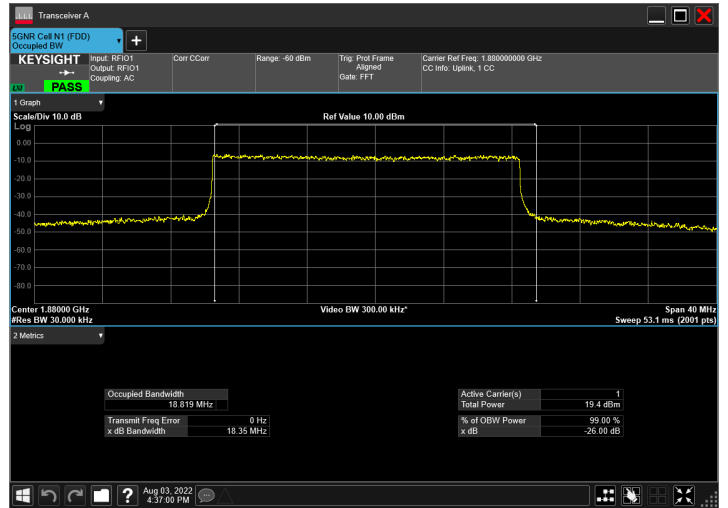 Transceiver A
5GNR Cell N1 (FDD)
Occupied BW
KEYSIGHT
LXI
PASS
Input: RFIO1
Output: RFIO1
Coupling: AC
Corr CCorr
Range: -60 dBm
Trig: Prot Frame
Aligned
Gate: FFT
Carrier Ref Freq: 1.880000000 GHz
CC Info: Uplink, 1 CC
1 Graph
Scale/Div 10.0 dB
Ref Value 10.00 dBm
Log
0.00
-10.0
-20.0
-30.0
-40.0
-50.0
-60.0
-70.0
-80.0
Center 1.88000 GHz
Video BW 300.00 kHz*
Span 40 MHz
#Res BW 30.000 kHz
Sweep 53.1 ms (2001 pts)
2 Metrics
Occupied Bandwidth
18.819 MHz
Transmit Freq Error 0 Hz
x dB Bandwidth 18.35 MHz
Active Carrier(s) 1
Total Power 19.4 dBm
% of OBW Power 99.00 %
x dB -26.00 dB
?
Aug 03, 2022
4:37:00 PM